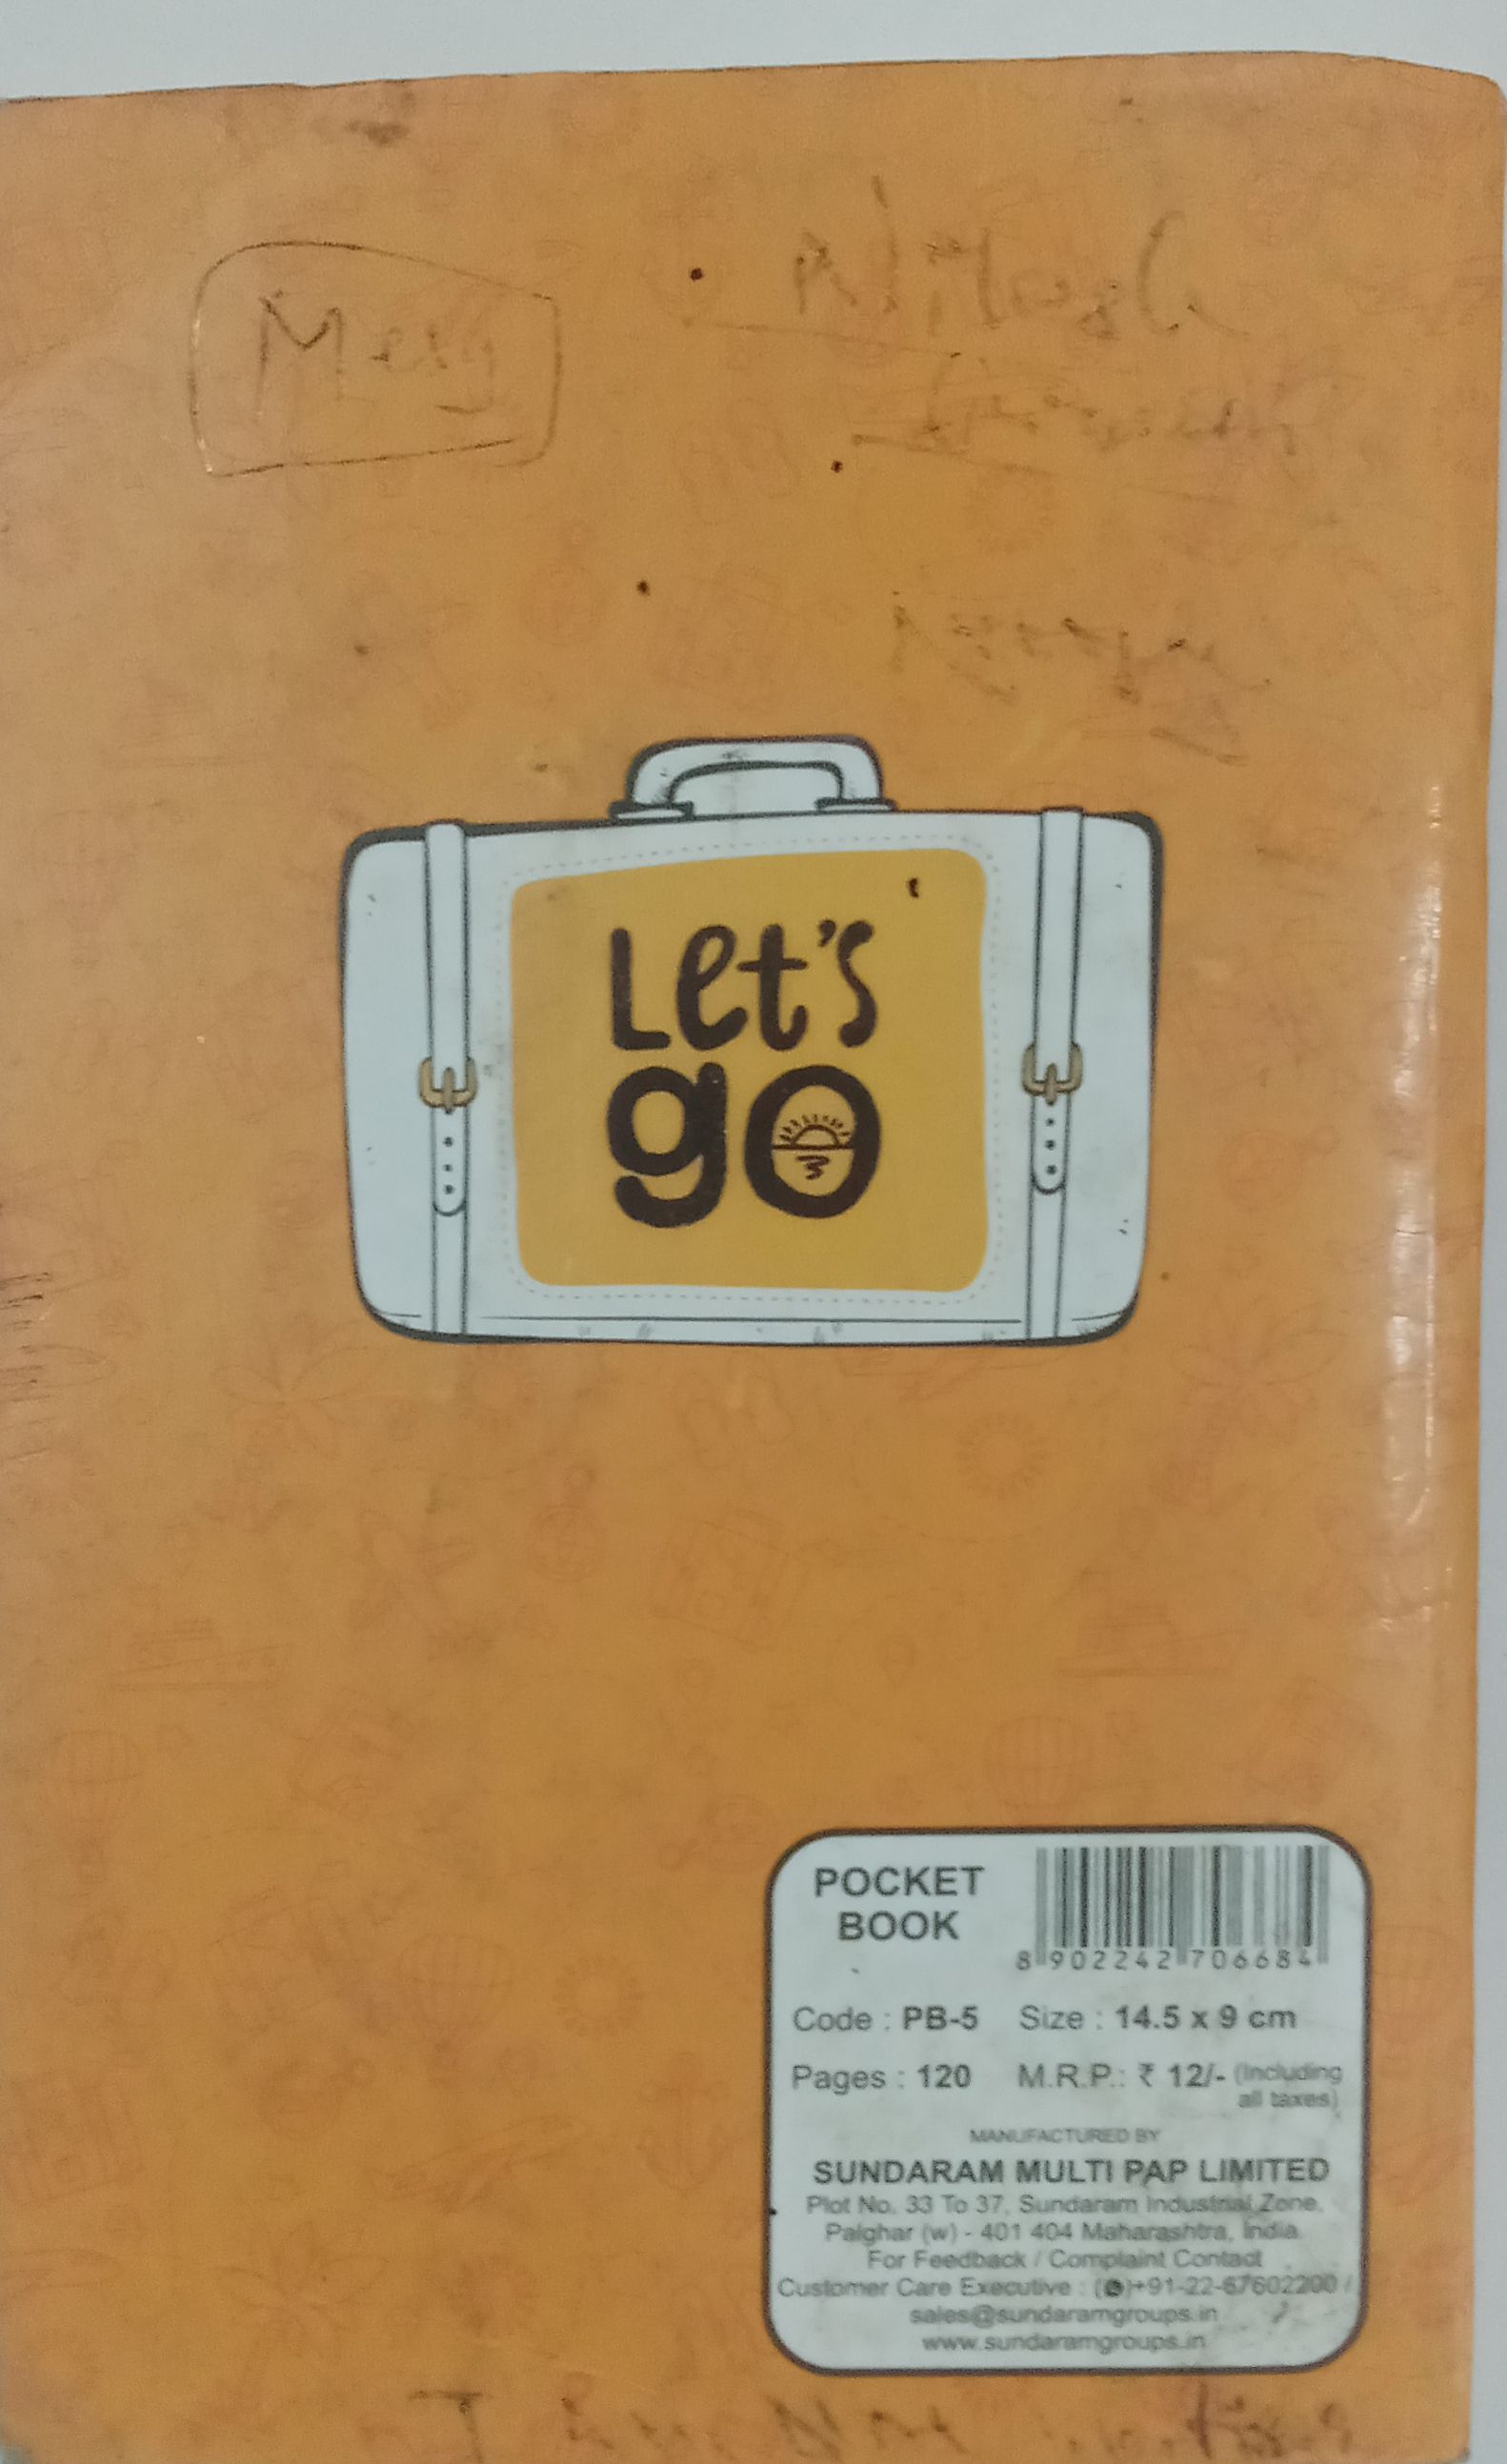 Mery
Let's
go
POCKET
BOOK
8 902242 706684
Code : PB-5 Size : 14.5 x 9 cm
Pages : 120 M.R.P.: ₹ 12/- (Including
all taxes)
MANUFACTURED BY
SUNDARAM MULTI PAP LIMITED
Plot No. 33 To 37, Sundaram Industrial Zone,
Palghar (w) - 401 404 Maharashtra, India.
For Feedback / Complaint Contact
Customer Care Executive : ()+91-22-67602200 /
sales@sundaramgroups.in
www.sundaramgroups.in